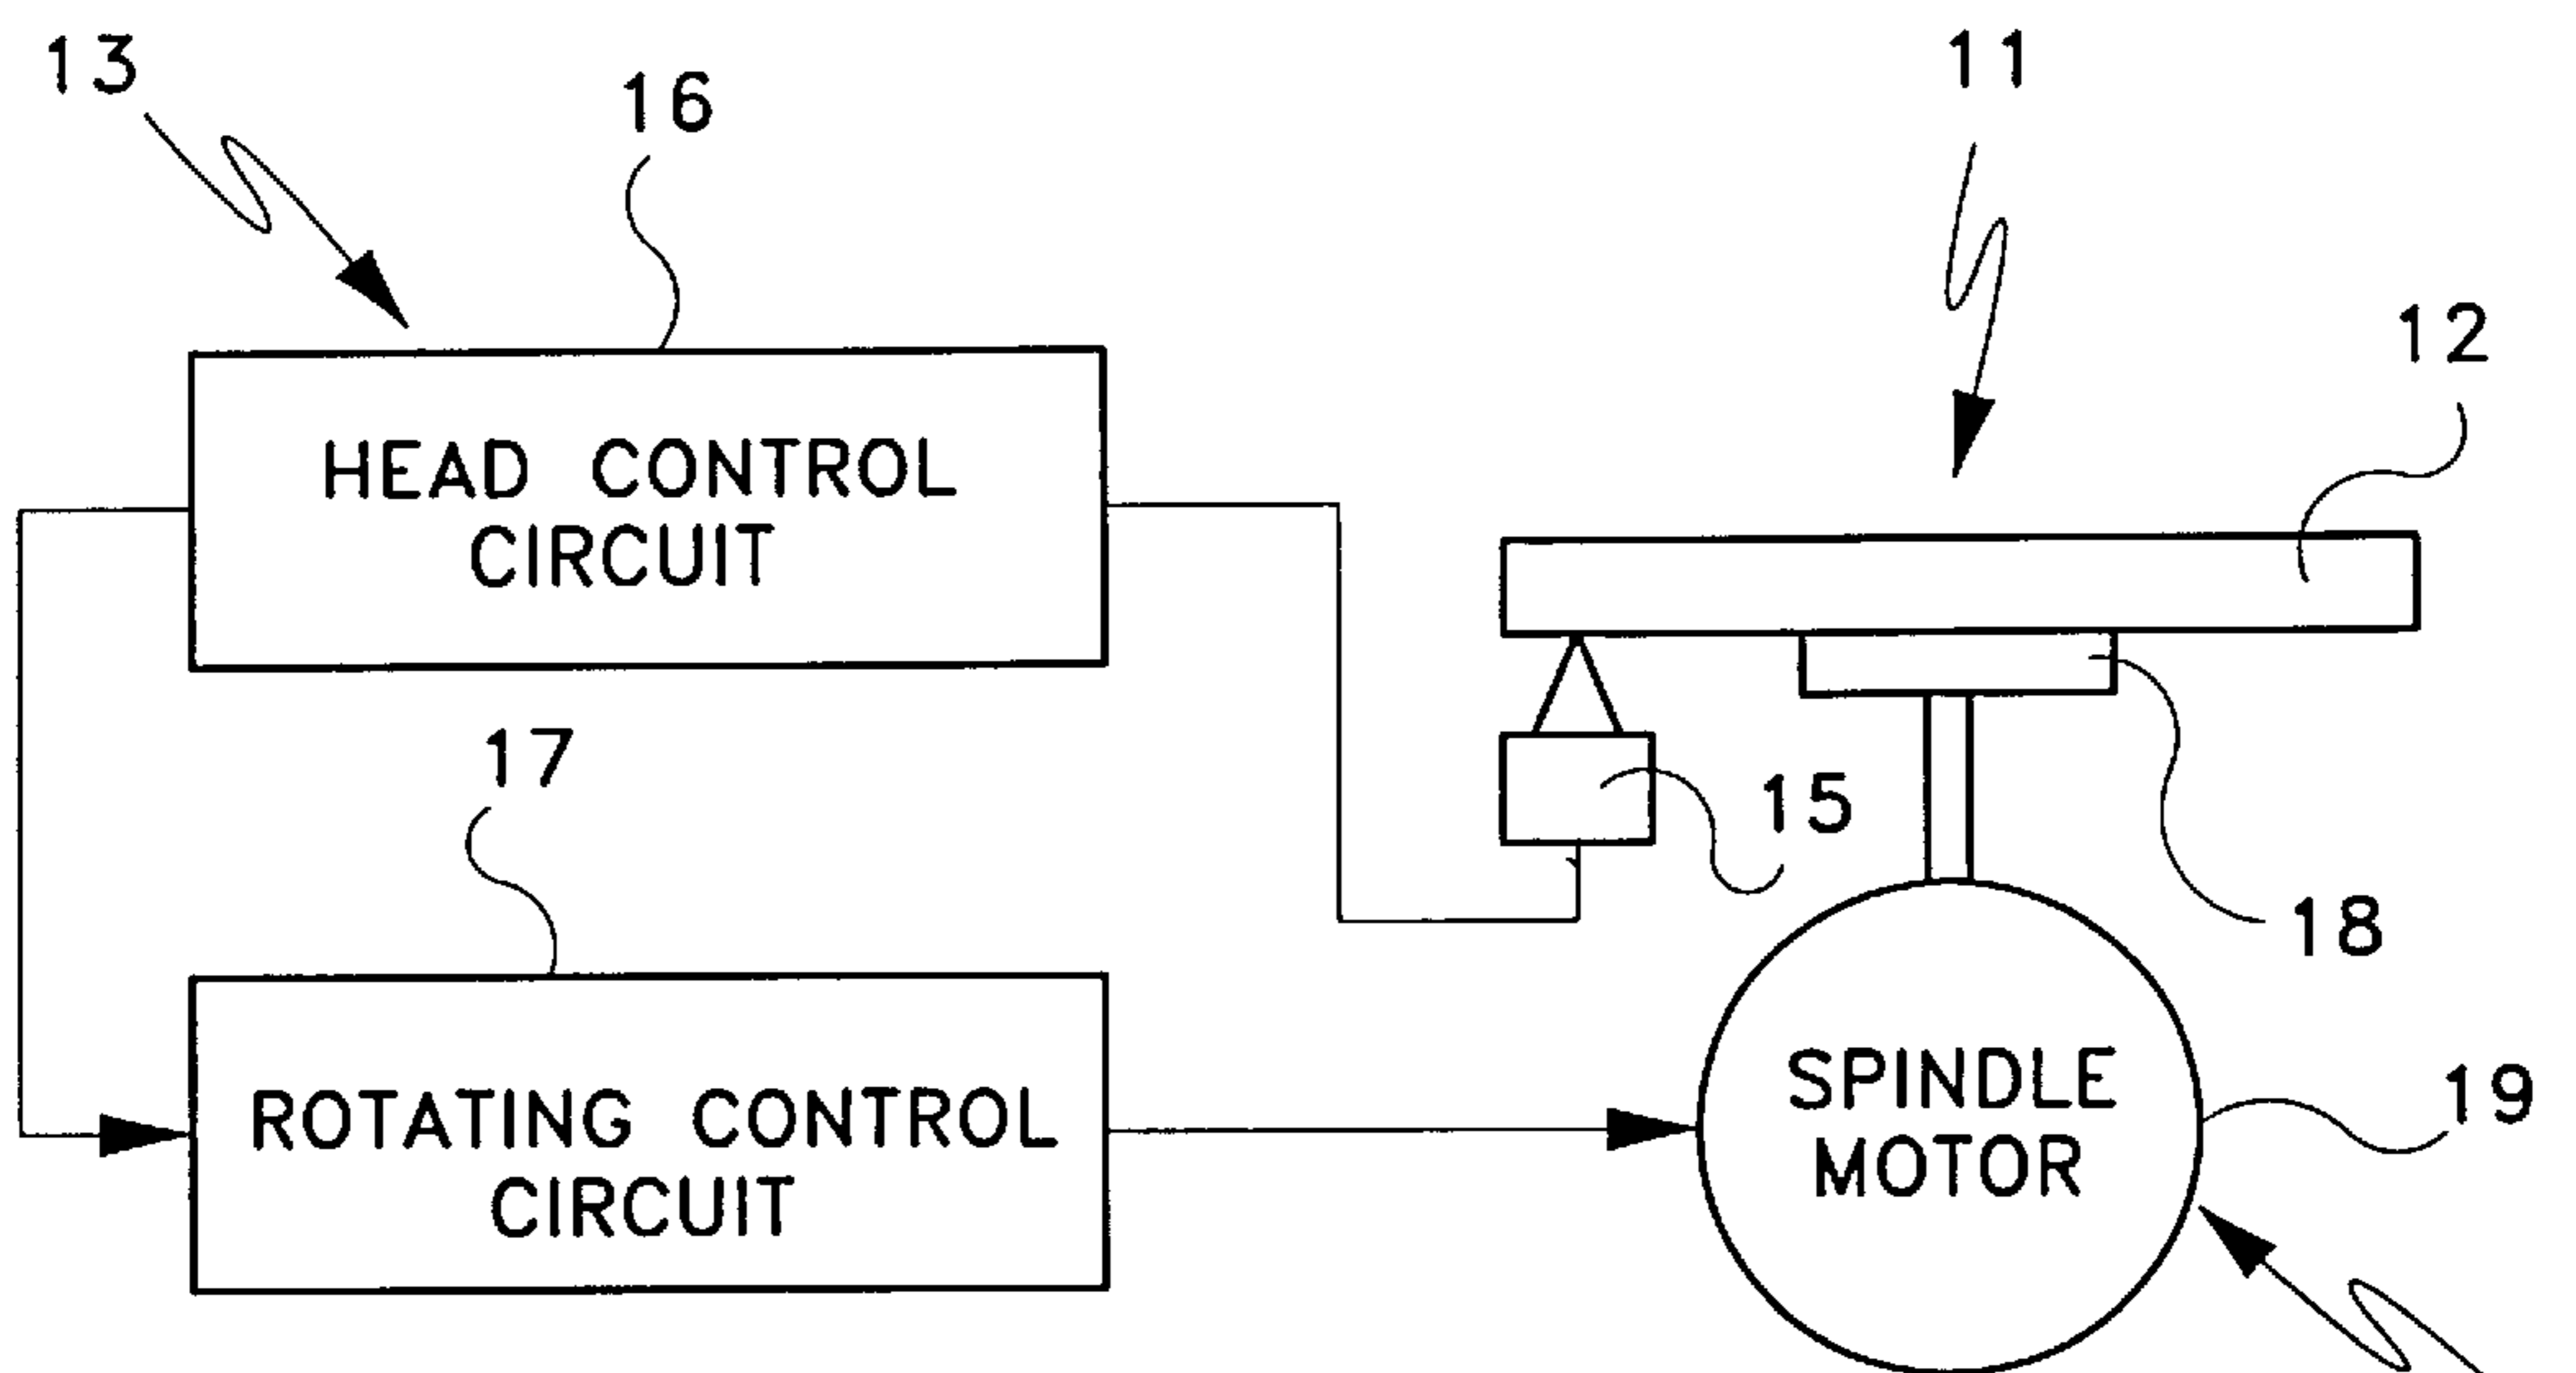 13
16
11
12
HEAD CONTROL
CIRCUIT
17
15
18
ROTATING CONTROL
CIRCUIT
SPINDLE
MOTOR
19